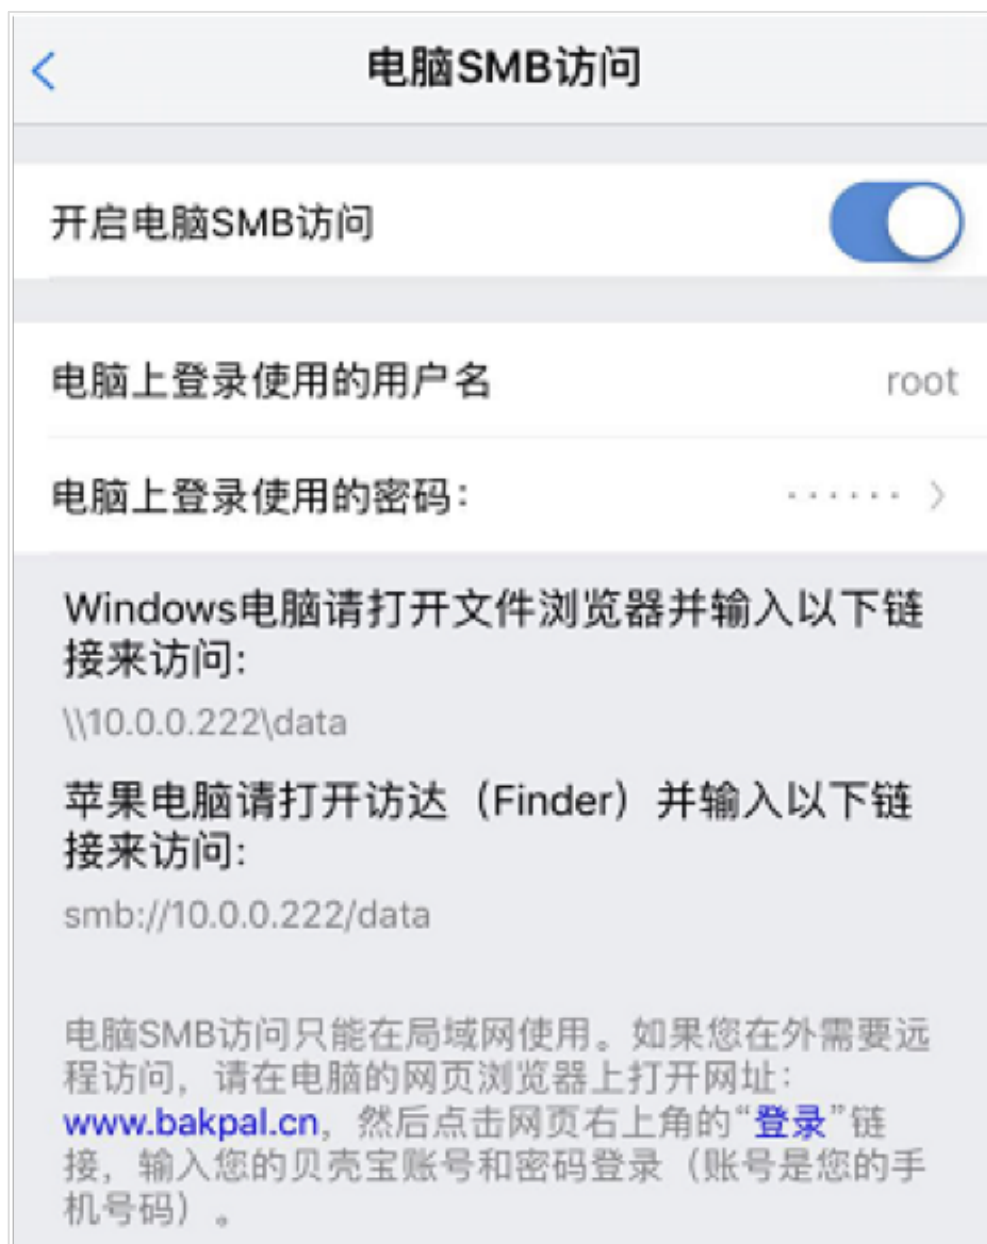 电脑SMB访问
开启电脑SMB访问
电脑上登录使用的用户名 root
电脑上登录使用的密码： ······
Windows电脑请打开文件浏览器并输入以下链
接来访问:
\\10.0.0.222\data
苹果电脑请打开访达（Finder）并输入以下链
接来访问:
smb://10.0.0.222/data
电脑SMB访问只能在局域网使用。如果您在外需要远
程访问，请在电脑的网页浏览器上打开网址：
www.bakpal.cn，然后点击网页右上角的“登录”链
接，输入您的贝壳宝账号和密码登录（账号是您的手
机号码）。